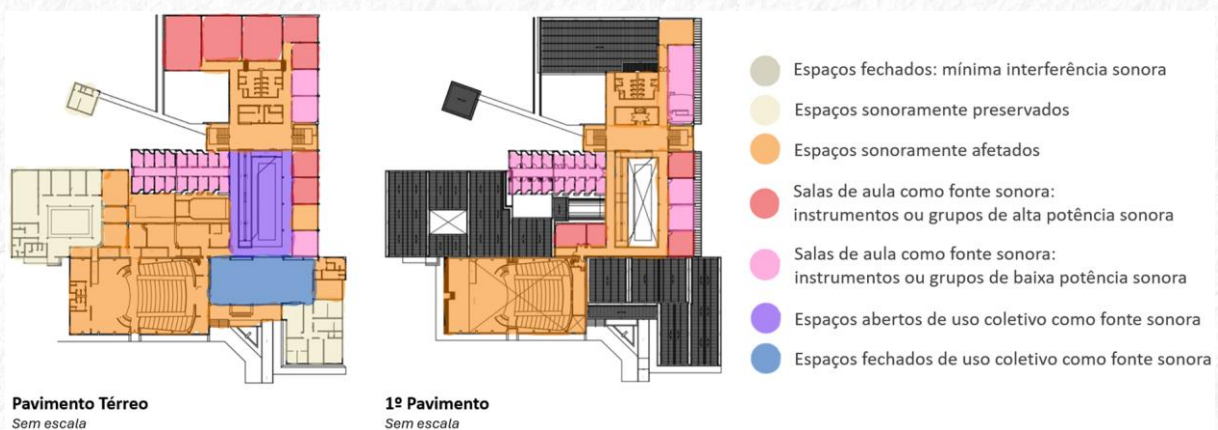 Espaços fechados: mínima interferência sonora
Espaços sonoramente preservados
Espaços sonoramente afetados
Salas de aula como fonte sonora:
instrumentos ou grupos de alta potência sonora
Salas de aula como fonte sonora:
instrumentos ou grupos de baixa potência sonora
Espaços abertos de uso coletivo como fonte sonora
Espaços fechados de uso coletivo como fonte sonora
Pavimento Térreo
Sem escala
1º Pavimento
Sem escala